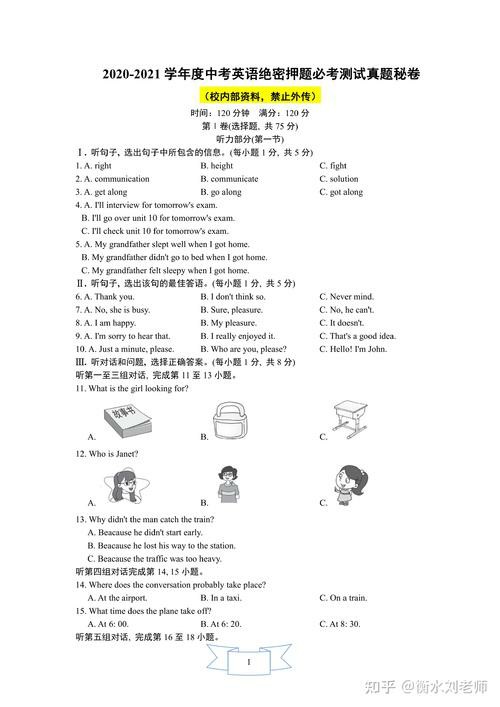 2020-2021 学年度中考英语绝密押题必考测试真题秘卷
（校内部资料，禁止外传）
时间：120 分钟 满分：120 分
第Ⅰ卷(选择题, 共 75 分)
听力部分(第一节)
Ⅰ. 听句子, 选出句子中所包含的信息。(每小题 1 分, 共 5 分)
1. A. right B. height C. fight
2. A. communication B. communicate C. solution
3. A. get along B. go along C. got along
4. A. I'll interview for tomorrow's exam.
B. I'll go over unit 10 for tomorrow's exam.
C. I'll check unit 10 for tomorrow's exam.
5. A. My grandfather slept well when I got home.
B. My grandfather didn't go to bed when I got home.
C. My grandfather felt sleepy when I got home.
Ⅱ. 听句子, 选出该句的最佳答语。(每小题 1 分, 共 5 分)
6. A. Thank you. B. I don't think so. C. Never mind.
7. A. No, she is busy. B. Sure, pleasure. C. No, he can't.
8. A. I am happy. B. My pleasure. C. It doesn't.
9. A. I'm sorry to hear that. B. I really enjoyed it. C. That's a good idea.
10. A. Just a minute, please. B. Who are you, please? C. Hello! I'm John.
Ⅲ. 听对话和问题, 选择正确答案。(每小题 1 分, 共 8 分)
听第一至三组对话, 完成第 11 至 13 小题。
11. What is the girl looking for?
故事书
A. B. C.
12. Who is Janet?
A. B. C.
13. Why didn't the man catch the train?
A. Beacause he didn't start early.
B. Beacause he lost his way to the station.
C. Beacause the traffic was too heavy.
听第四组对话完成第 14, 15 小题。
14. Where does the conversation probably take place?
A. At the airport. B. In a taxi. C. On a train.
15. What time does the plane take off?
A. At 6: 00. B. At 6: 20. C. At 8: 30.
听第五组对话, 完成第 16 至 18 小题。
1
知乎 @衡水刘老师